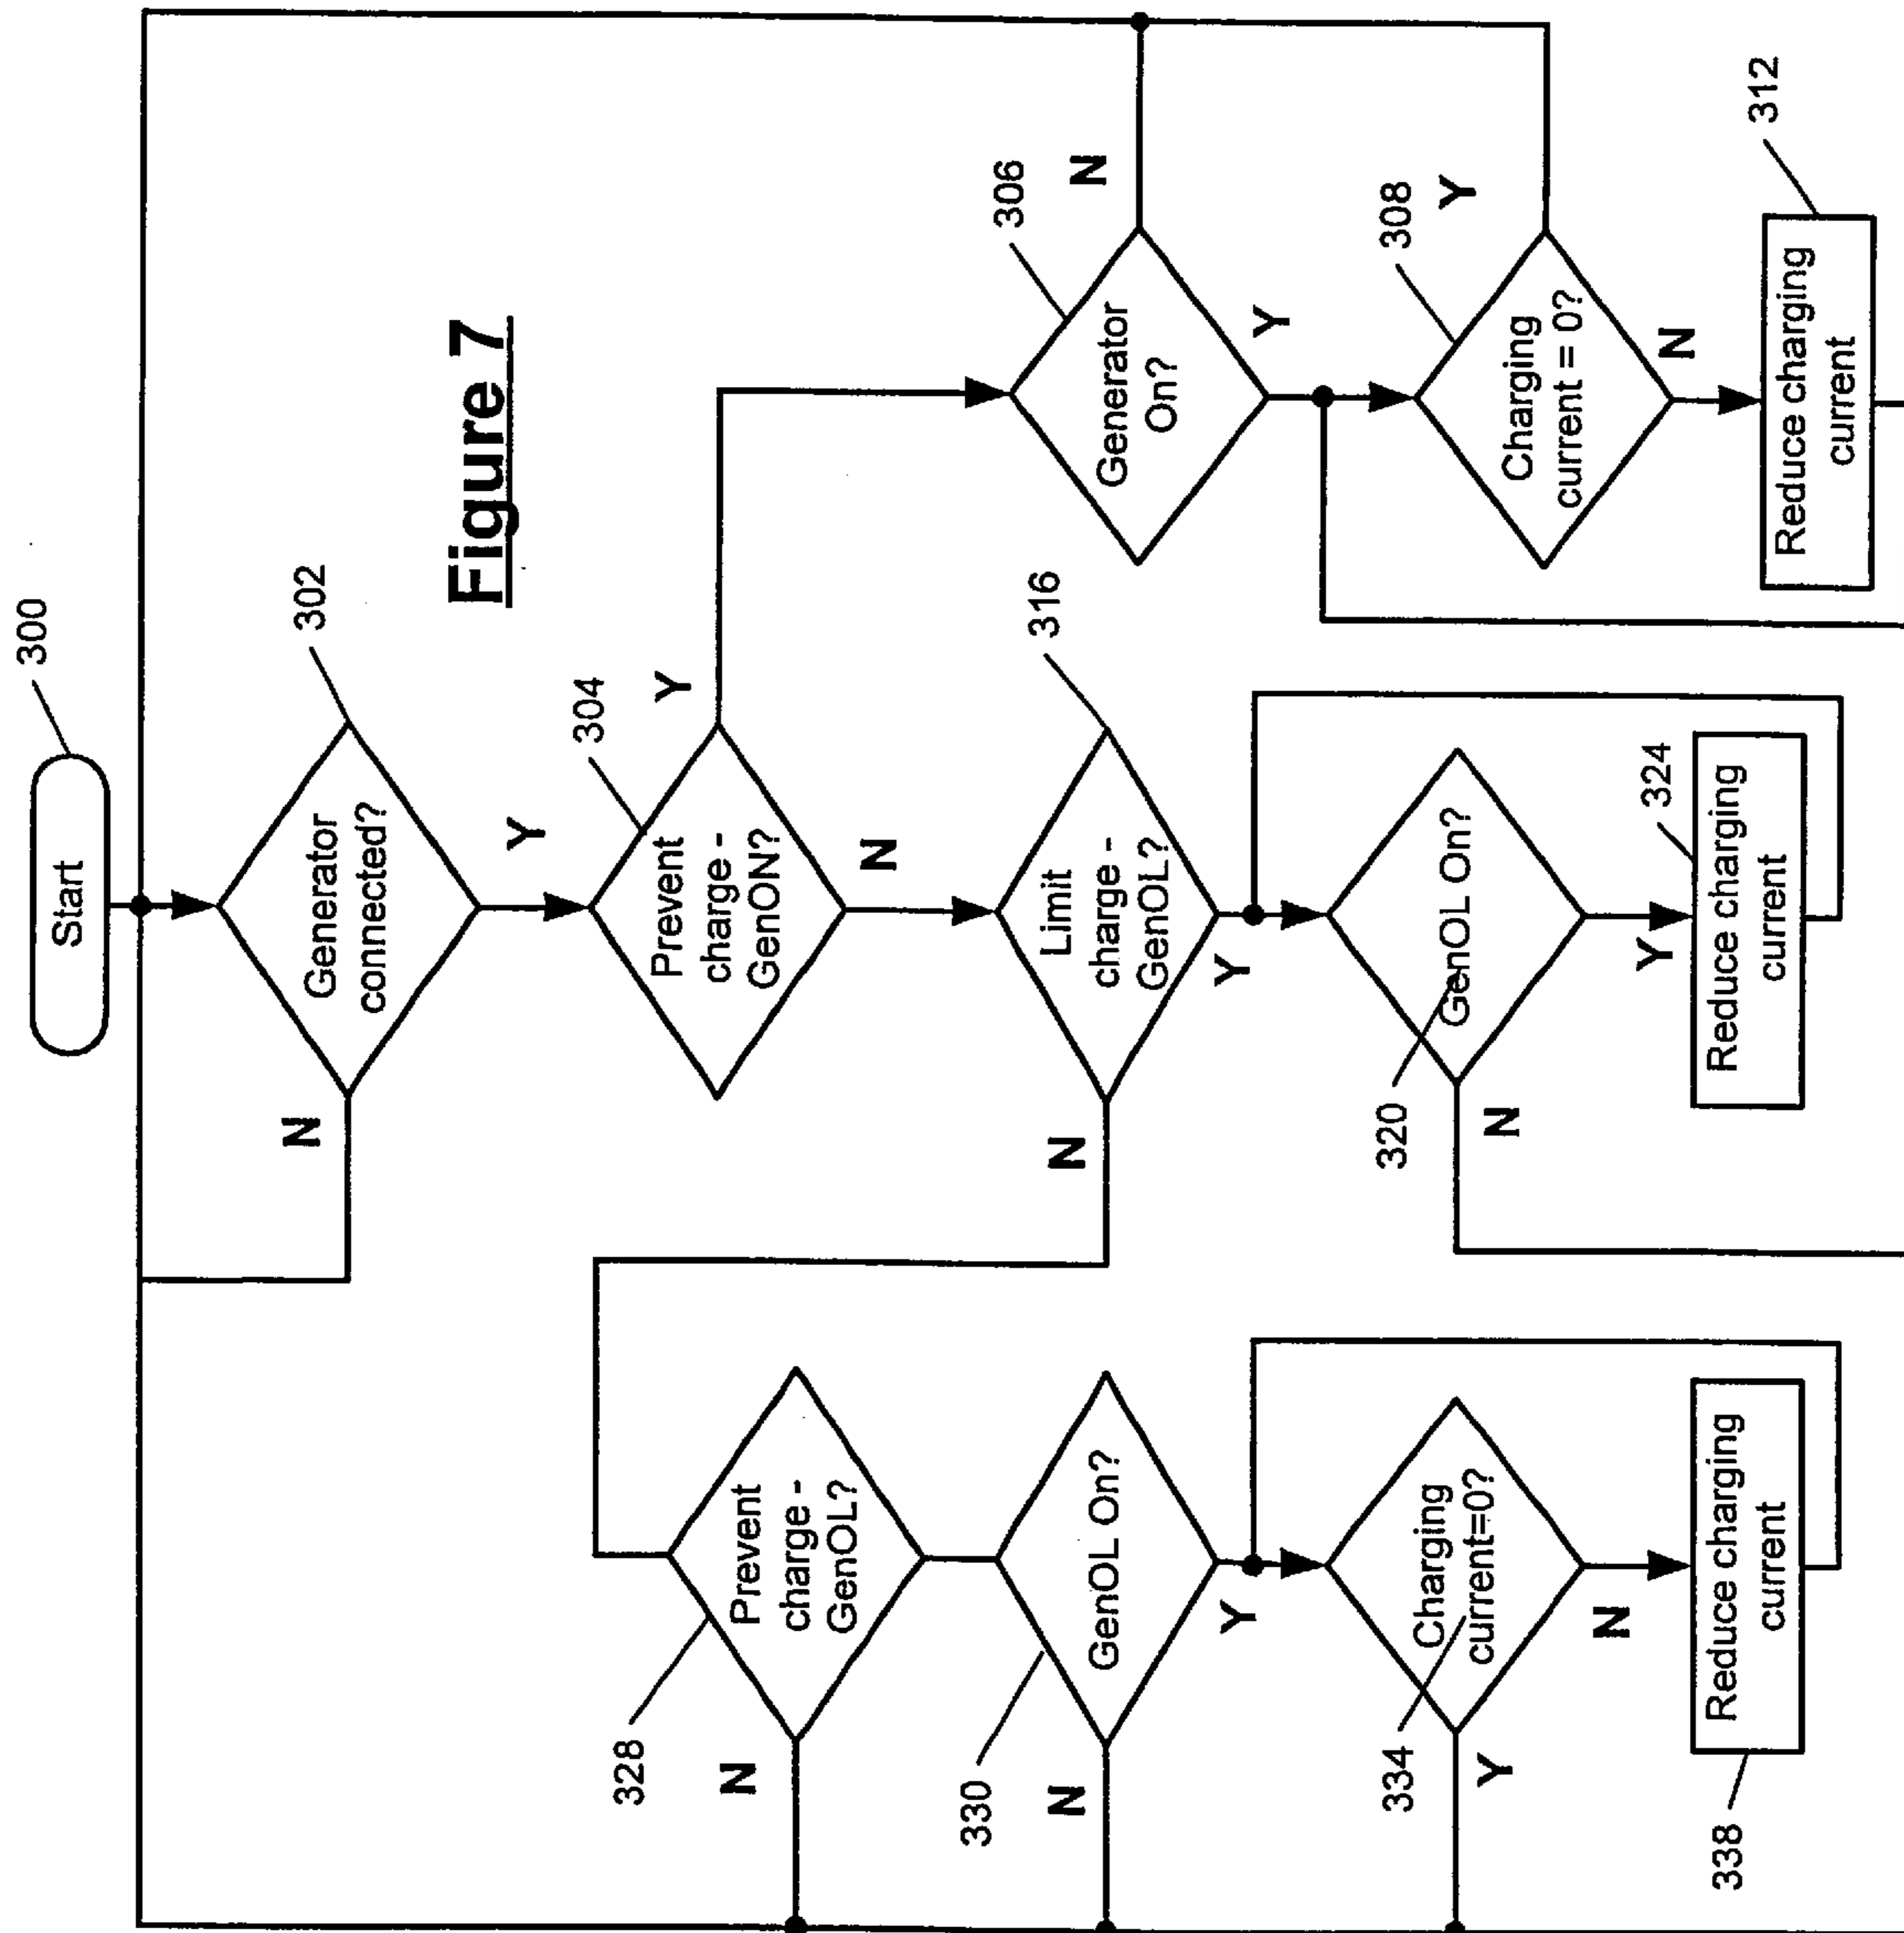 300
Start
302
Generator
connected?
N
Y
Figure 7
304
Prevent
charge -
GenON?
Y
N
306
Generator
On?
N
Y
316
Limit
charge-
GenOL?
N
Y
308
Charging
current = 0?
Y
N
312
Reduce charging
current
320
GenOL On?
N
Y
324
Reduce charging
current
328
Prevent
charge -
GenOL?
N
330
GenOL On?
N
Y
334
Charging
current=0?
Y
N
338
Reduce charging
current